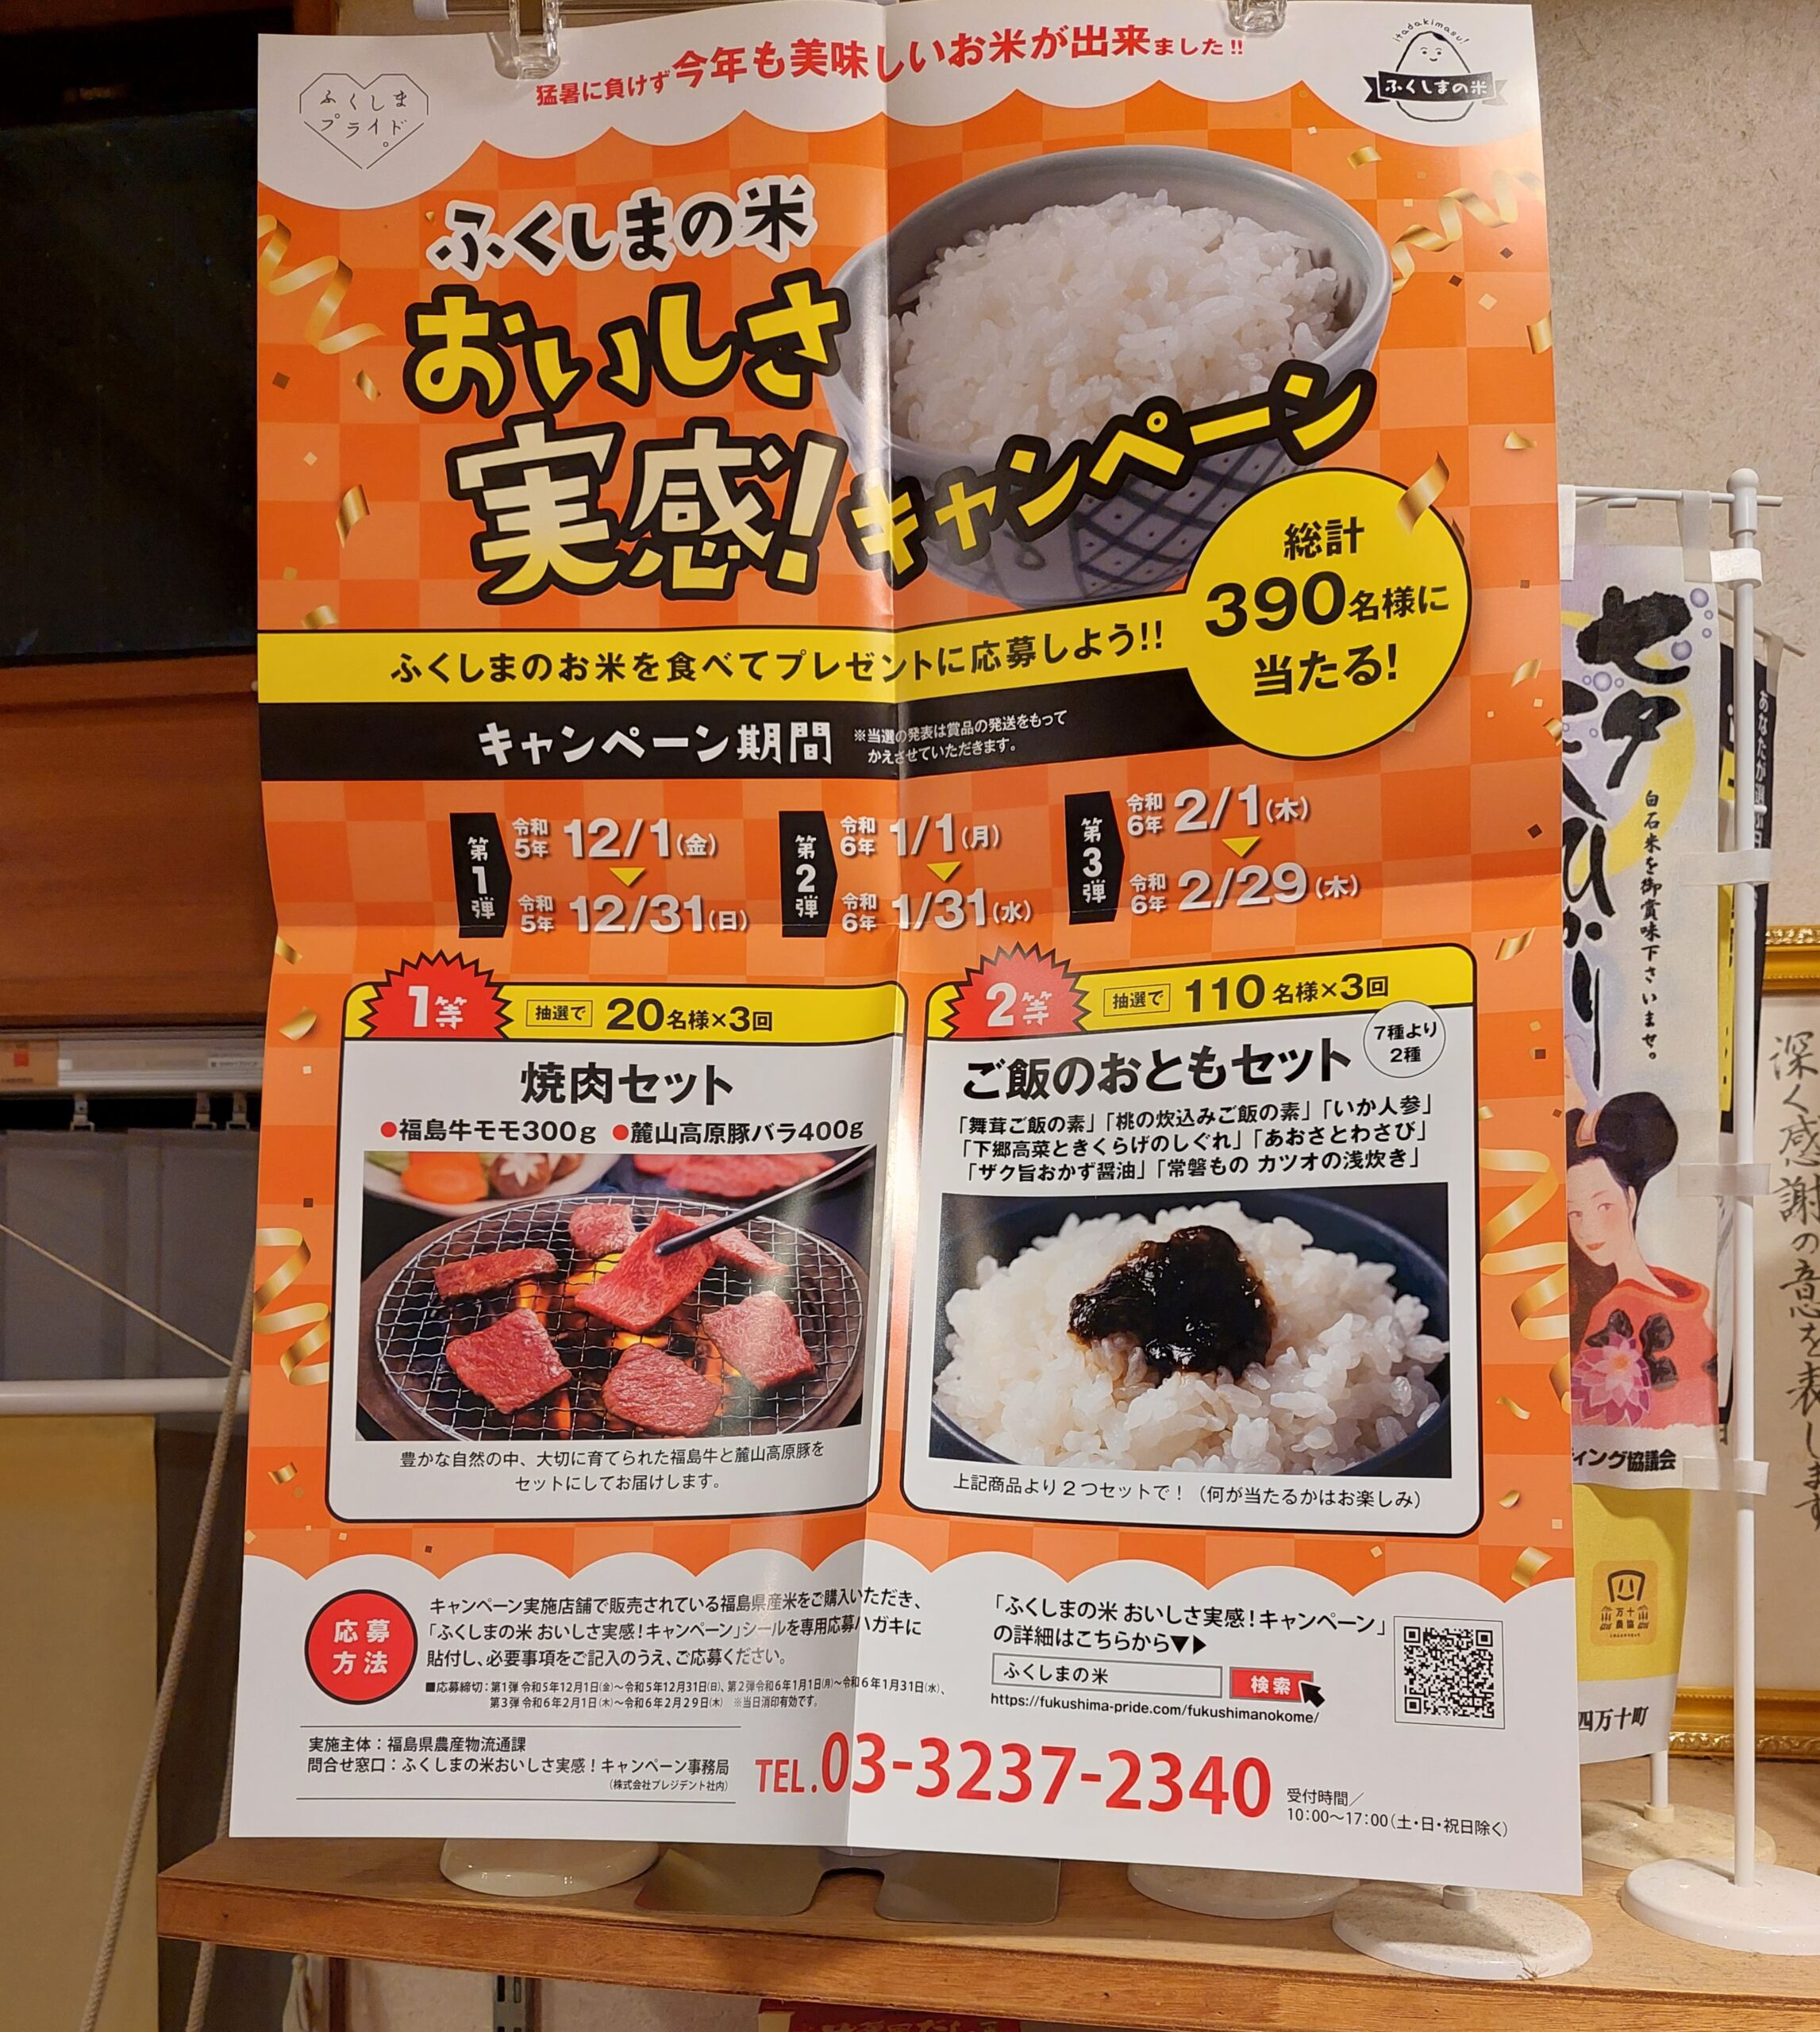 猛暑に負けず今年も美味しいお米が出来ました!!
ふくしま
プライド。
itadakimasu!
ふくしまの米
ふくしまの米
おいしさ
実感!キャンペーン
総計
390名様に
当たる!
ふくしまのお米を食べてプレゼントに応募しよう!!
キャンペーン期間
※当選の発表は賞品の発送をもって
かえさせていただきます。
第1弾
令和5年 12/1(金)
令和5年 12/31(日)
第2弾
令和6年 1/1(月)
令和6年 1/31(水)
第3弾
令和6年 2/1(木)
令和6年 2/29(木)
1等 抽選で 20名様×3回
焼肉セット
●福島牛モモ300g ●麓山高原豚バラ400g
豊かな自然の中、大切に育てられた福島牛と麓山高原豚を
セットにしてお届けします。
2等 抽選で 110名様×3回
ご飯のおともセット
7種より
2種
「舞茸ご飯の素」「桃の炊込みご飯の素」「いか人参」
「下郷高菜ときくらげのしぐれ」「あおさとわさび」
「ザク旨おかず醤油」「常磐もの カツオの浅炊き」
上記商品より2つセットで!(何が当たるかはお楽しみ)
応募
方法
キャンペーン実施店舗で販売されている福島県産米をご購入いただき、
「ふくしまの米 おいしさ実感!キャンペーン」シールを専用応募ハガキに
貼付し、必要事項をご記入のうえ、ご応募ください。
■応募締切:第1弾 令和5年12月1日(金)〜令和5年12月31日(日)、第2弾令和6年1月1日(月)〜令和6年1月31日(水)、
第3弾 令和6年2月1日(木)〜令和6年2月29日(木) ※当日消印有効です。
「ふくしまの米 おいしさ実感!キャンペーン」
の詳細はこちらから▼▶
ふくしまの米 検索
https://fukushima-pride.com/fukushimanokome/
実施主体:福島県農産物流通課
問合せ窓口:ふくしまの米おいしさ実感!キャンペーン事務局
(株式会社プレジデント社内)
TEL.03-3237-2340
受付時間/
10:00〜17:00(土・日・祝日除く)
白石米を御賞味下さいませ。
ィング協議会
四万十町
あなたが選
深く感謝の意を表します